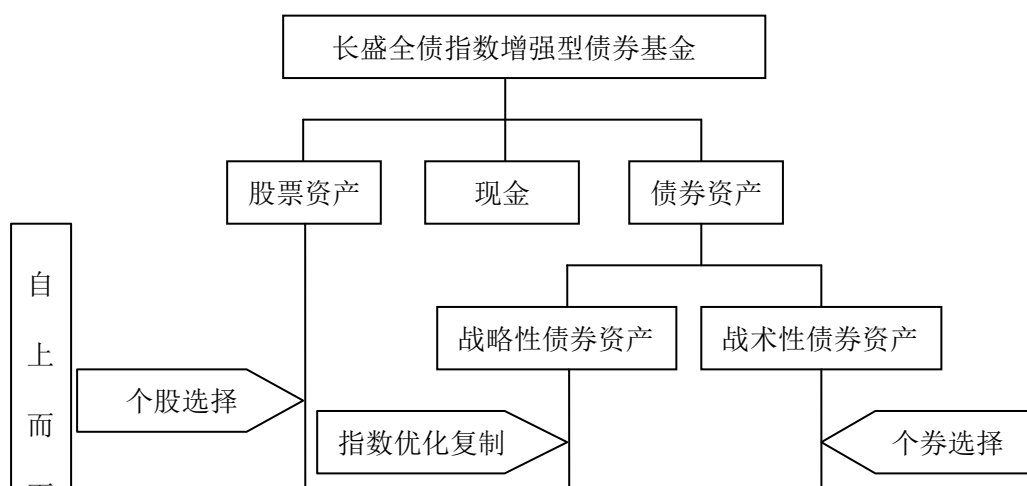 长盛全债指数增强型债券基金
股票资产
现金
债券资产
自
上
而
战略性债券资产
战术性债券资产
个股选择
指数优化复制
个券选择